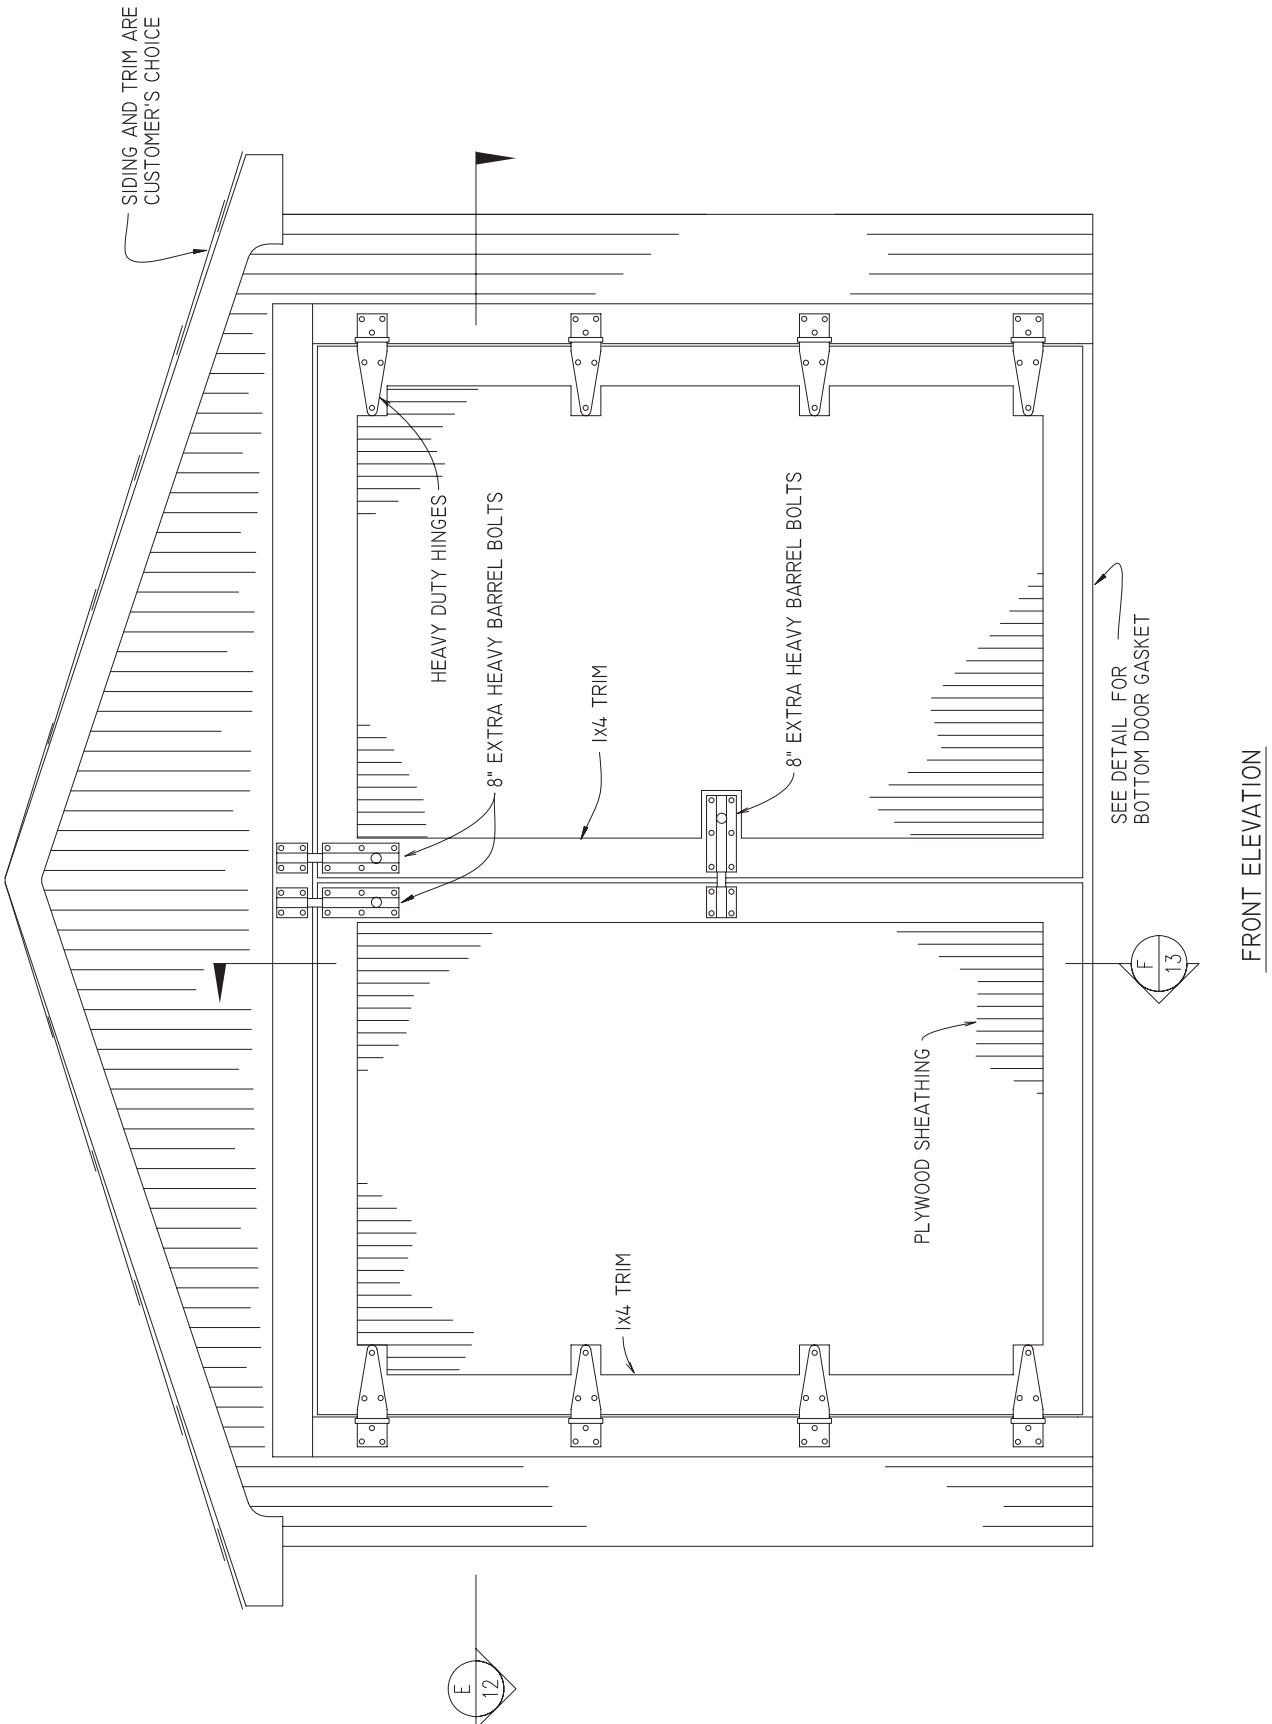 SIDING AND TRIM ARE
CUSTOMER'S CHOICE
HEAVY DUTY HINGES
8" EXTRA HEAVY BARREL BOLTS
1x4 TRIM
8" EXTRA HEAVY BARREL BOLTS
SEE DETAIL FOR
BOTTOM DOOR GASKET
PLYWOOD SHEATHING
1x4 TRIM
E
12
F
13
FRONT ELEVATION